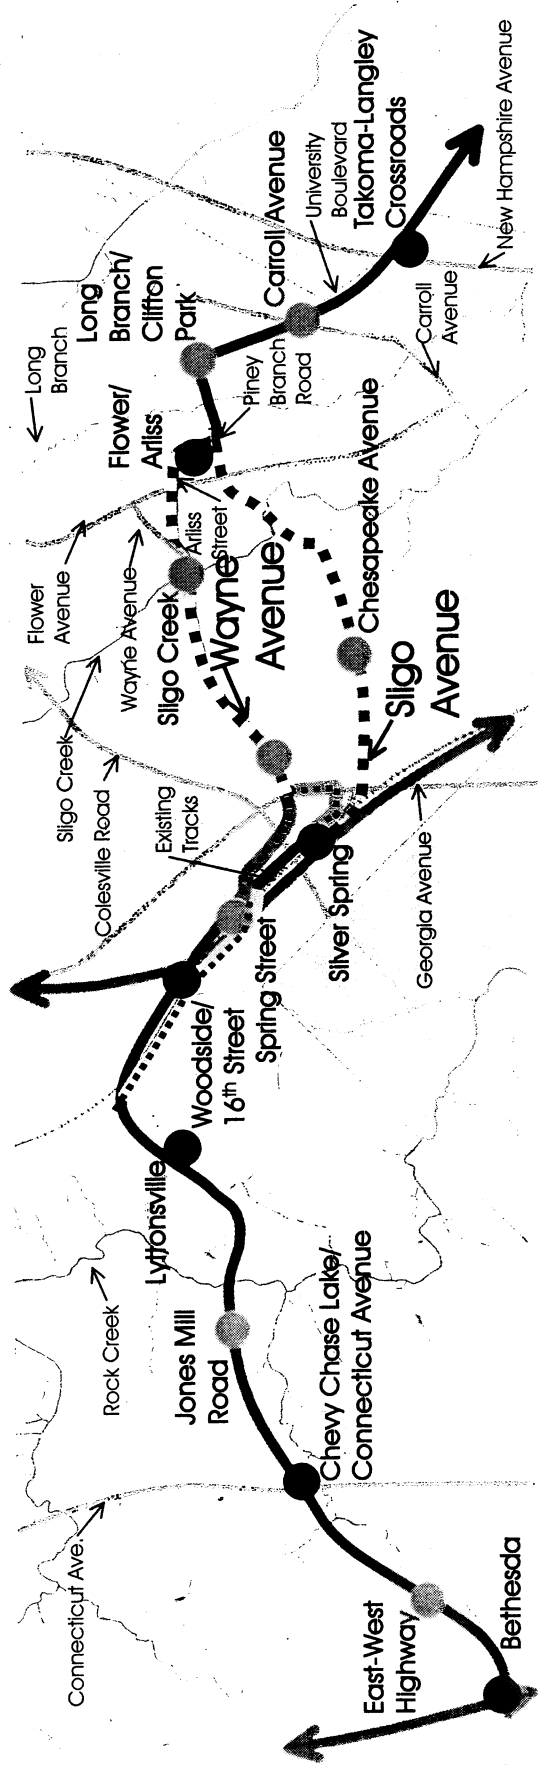 Bethesda
East-West
Highway
Connecticut Ave.
Chevy Chase Lake/
Connecticut Avenue
Jones Mill
Road
Rock Creek
Lyttonsville
Woodside/
16th Street
Spring Street
Silver Spring
Georgia Avenue
Existing
Tracks
Colesville Road
Sligo Creek
Sligo
Avenue
Wayne
Avenue
Wayne Avenue
Sligo Creek
Flower
Avenue
Chesapeake Avenue
Arliss
Street
Flower/
Arliss
Piney
Branch
Road
Long
Branch
Long
Branch/
Clifton
Park
Carroll Avenue
Carroll
Avenue
University
Boulevard
Takoma-Langley
Crossroads
New Hampshire Avenue